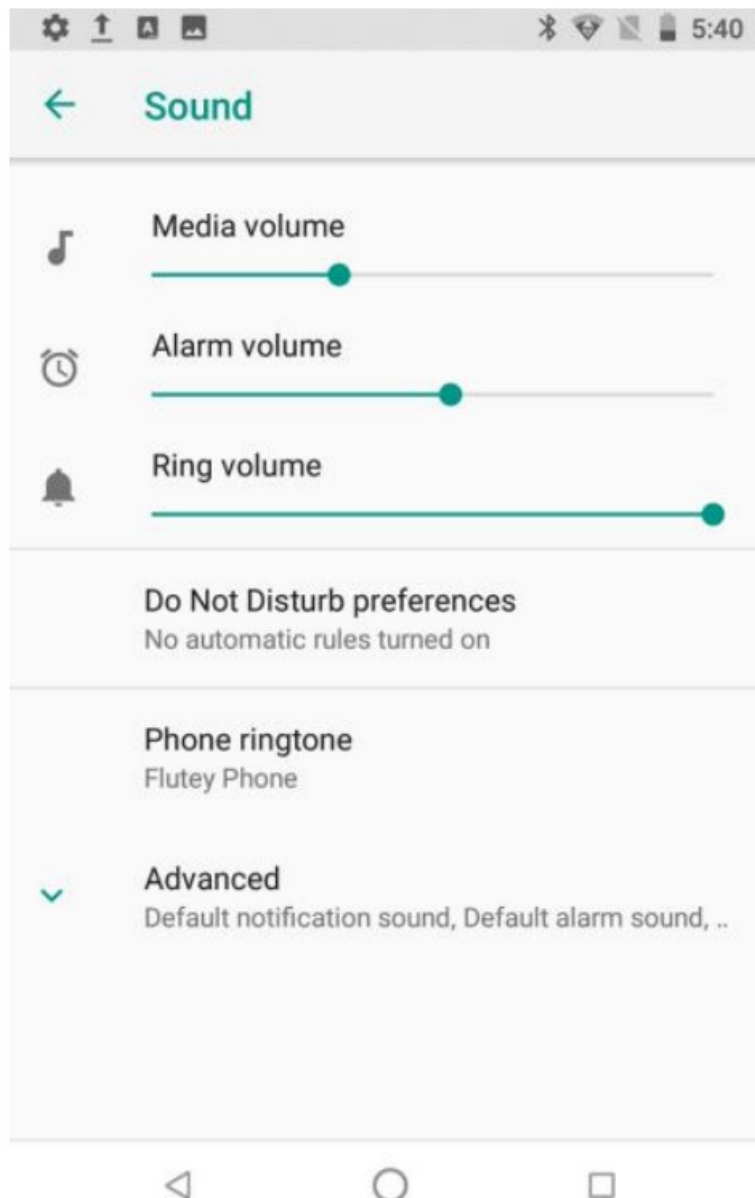 5:40
Sound
Media volume
Alarm volume
Ring volume
Do Not Disturb preferences
No automatic rules turned on
Phone ringtone
Flutey Phone
Advanced
Default notification sound, Default alarm sound, ..